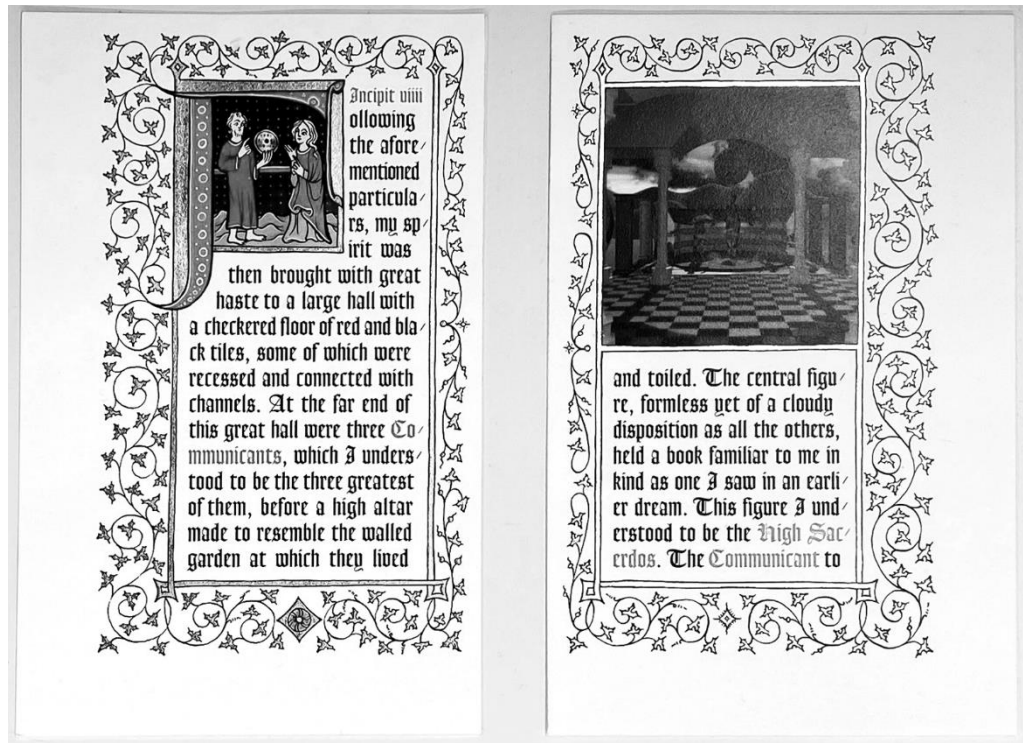 Incipit viiii
ollowing
the afore-
mentioned
particula-
rs, my sp-
irit was
then brought with great
haste to a large hall with
a checkered floor of red and bla-
ck tiles, some of which were
recessed and connected with
channels. At the far end of
this great hall were three Co-
mmunicants, which I unders-
tood to be the three greatest
of them, before a high altar
made to resemble the walled
garden at which they lived
and toiled. The central figu-
re, formless yet of a cloudy
disposition as all the others,
held a book familiar to me in
kind as one I saw in an earli-
er dream. This figure I und-
erstood to be the High Sac-
erdos. The Communicant to